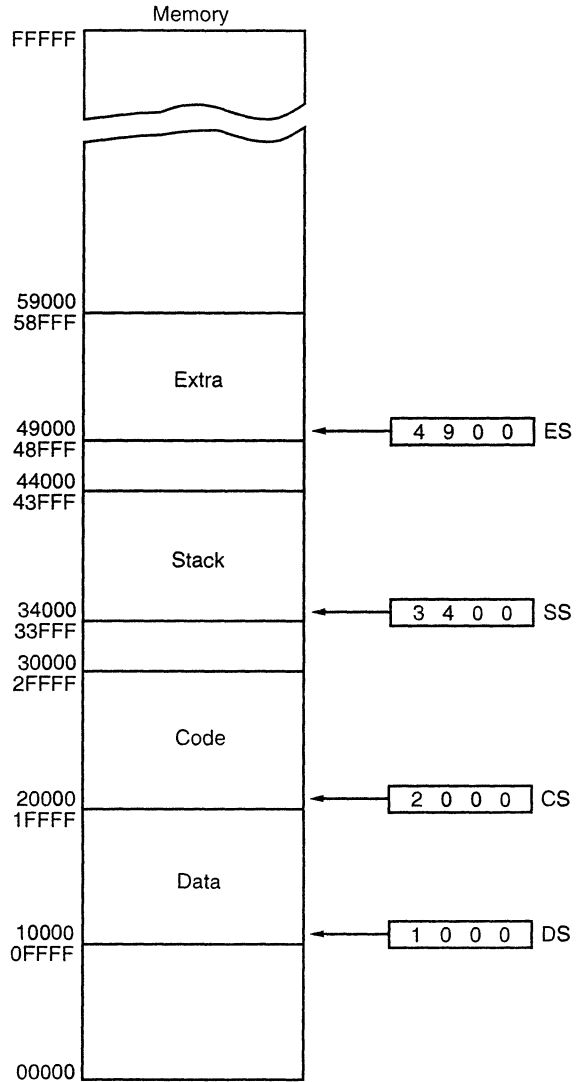 Memory
FFFFF
59000
58FFF
Extra
49000
48FFF
4 9 0 0 ES
44000
43FFF
Stack
34000
33FFF
3 4 0 0 SS
30000
2FFFF
Code
20000
1FFFF
2 0 0 0 CS
Data
10000
0FFFF
1 0 0 0 DS
00000